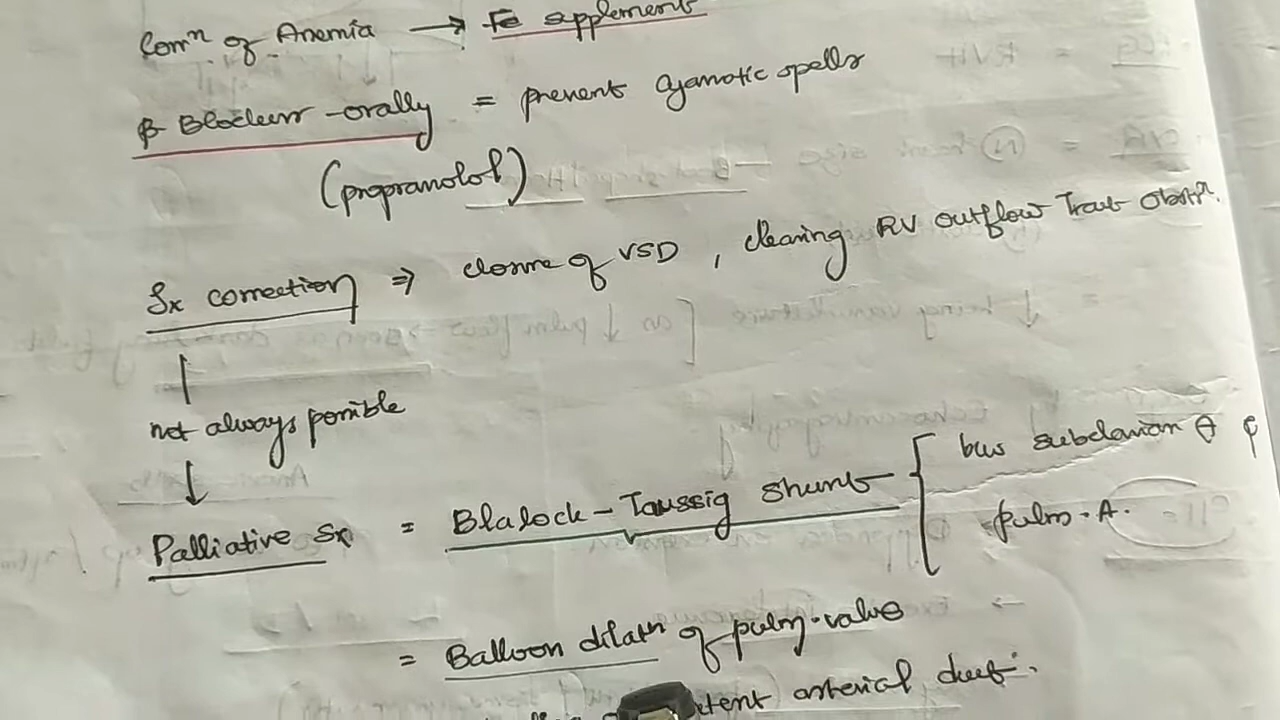 Corrⁿ of Anemia → Fe supplement
β-Blockers -orally = prevent cyanotic spells
(propranolol)
Sx correction ⇒ closure of VSD, clearing RV outflow Tract obstrⁿ.
not always possible
↓
Palliative Sx = Blalock-Taussig shunt { b/w subclavian A &
pulm. A.
= Balloon dilatⁿ of pulm. valve
arterial duct.